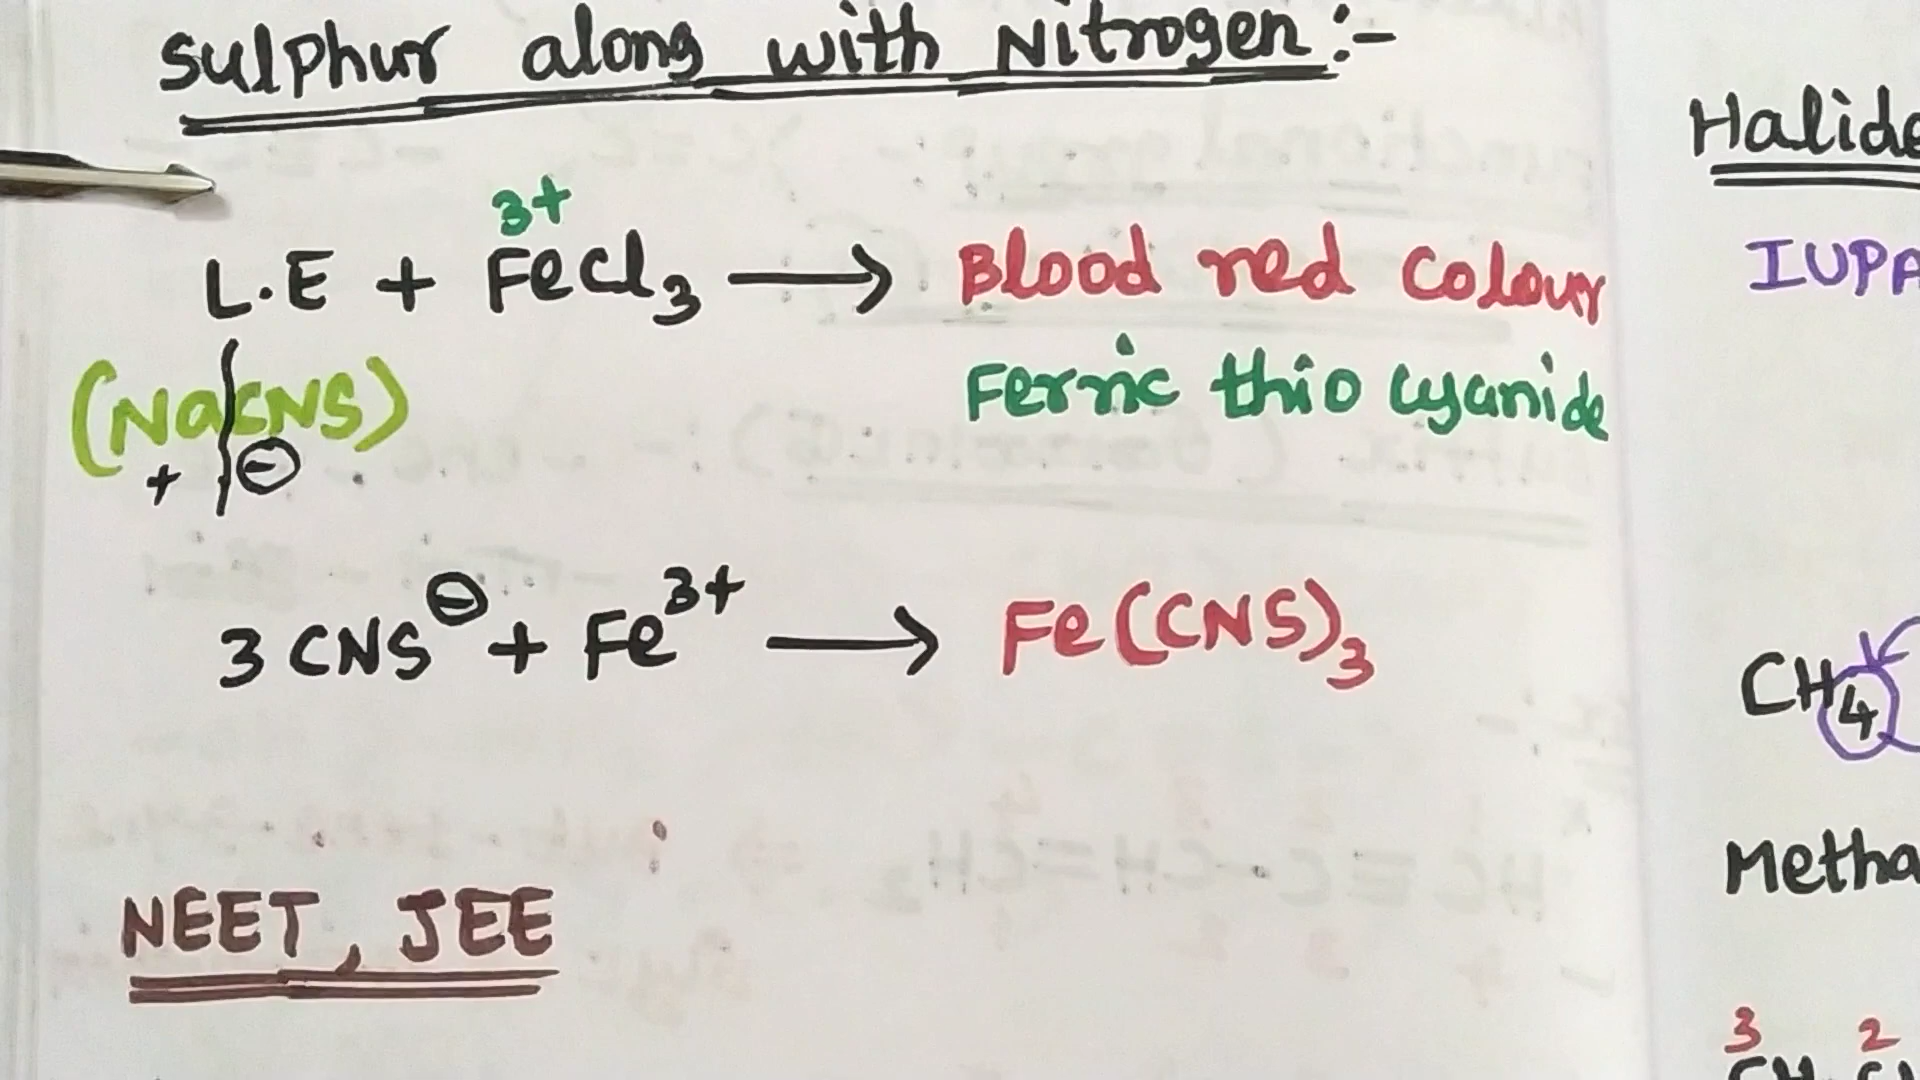 Sulphur along with Nitrogen:-
3+
L.E + FeCl3 → Blood red Colour
(NaCNS) Ferric thio cyanide
+ ⊖
3 CNS⊖ + Fe3+ → Fe(CNS)3
NEET, JEE
Halide
IUPA
CH4
Metha
3 2